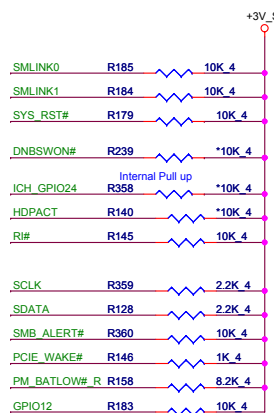 +3V_S
SMLINK0 R185 10K_4
SMLINK1 R184 10K_4
SYS_RST# R179 10K_4
DNBSWON# R239 *10K_4
Internal Pull up
ICH_GPIO24 R358 *10K_4
HDPACT R140 *10K_4
RI# R145 10K_4
SCLK R359 2.2K_4
SDATA R128 2.2K_4
SMB_ALERT# R360 10K_4
PCIE_WAKE# R146 1K_4
PM_BATLOW#_R R158 8.2K_4
GPIO12 R183 10K_4